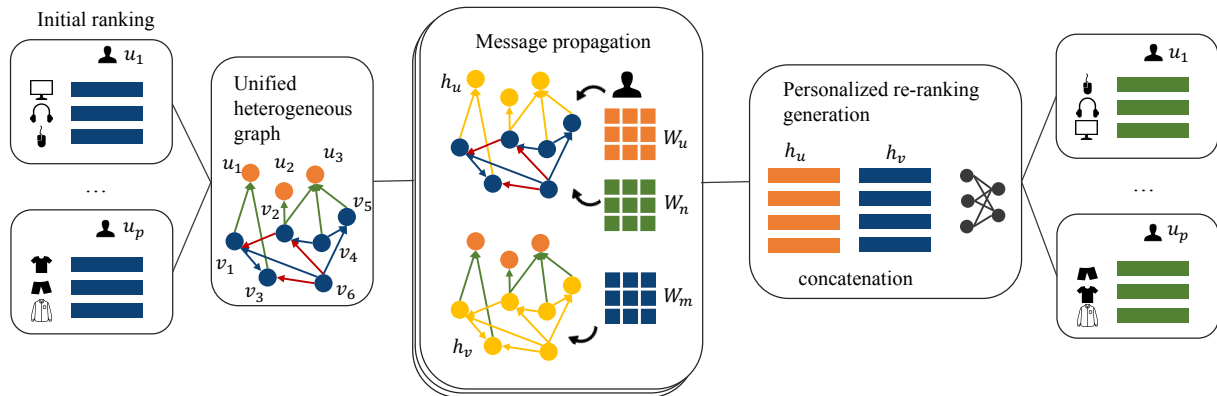 Initial ranking
u₁
...
uₚ
Unified
heterogeneous
graph
u₁
u₂
u₃
v₁
v₂
v₃
v₄
v₅
v₆
Message propagation
hᵤ
Wᵤ
Wₙ
hᵥ
Wₘ
Personalized re-ranking
generation
hᵤ hᵥ
concatenation
u₁
...
uₚ